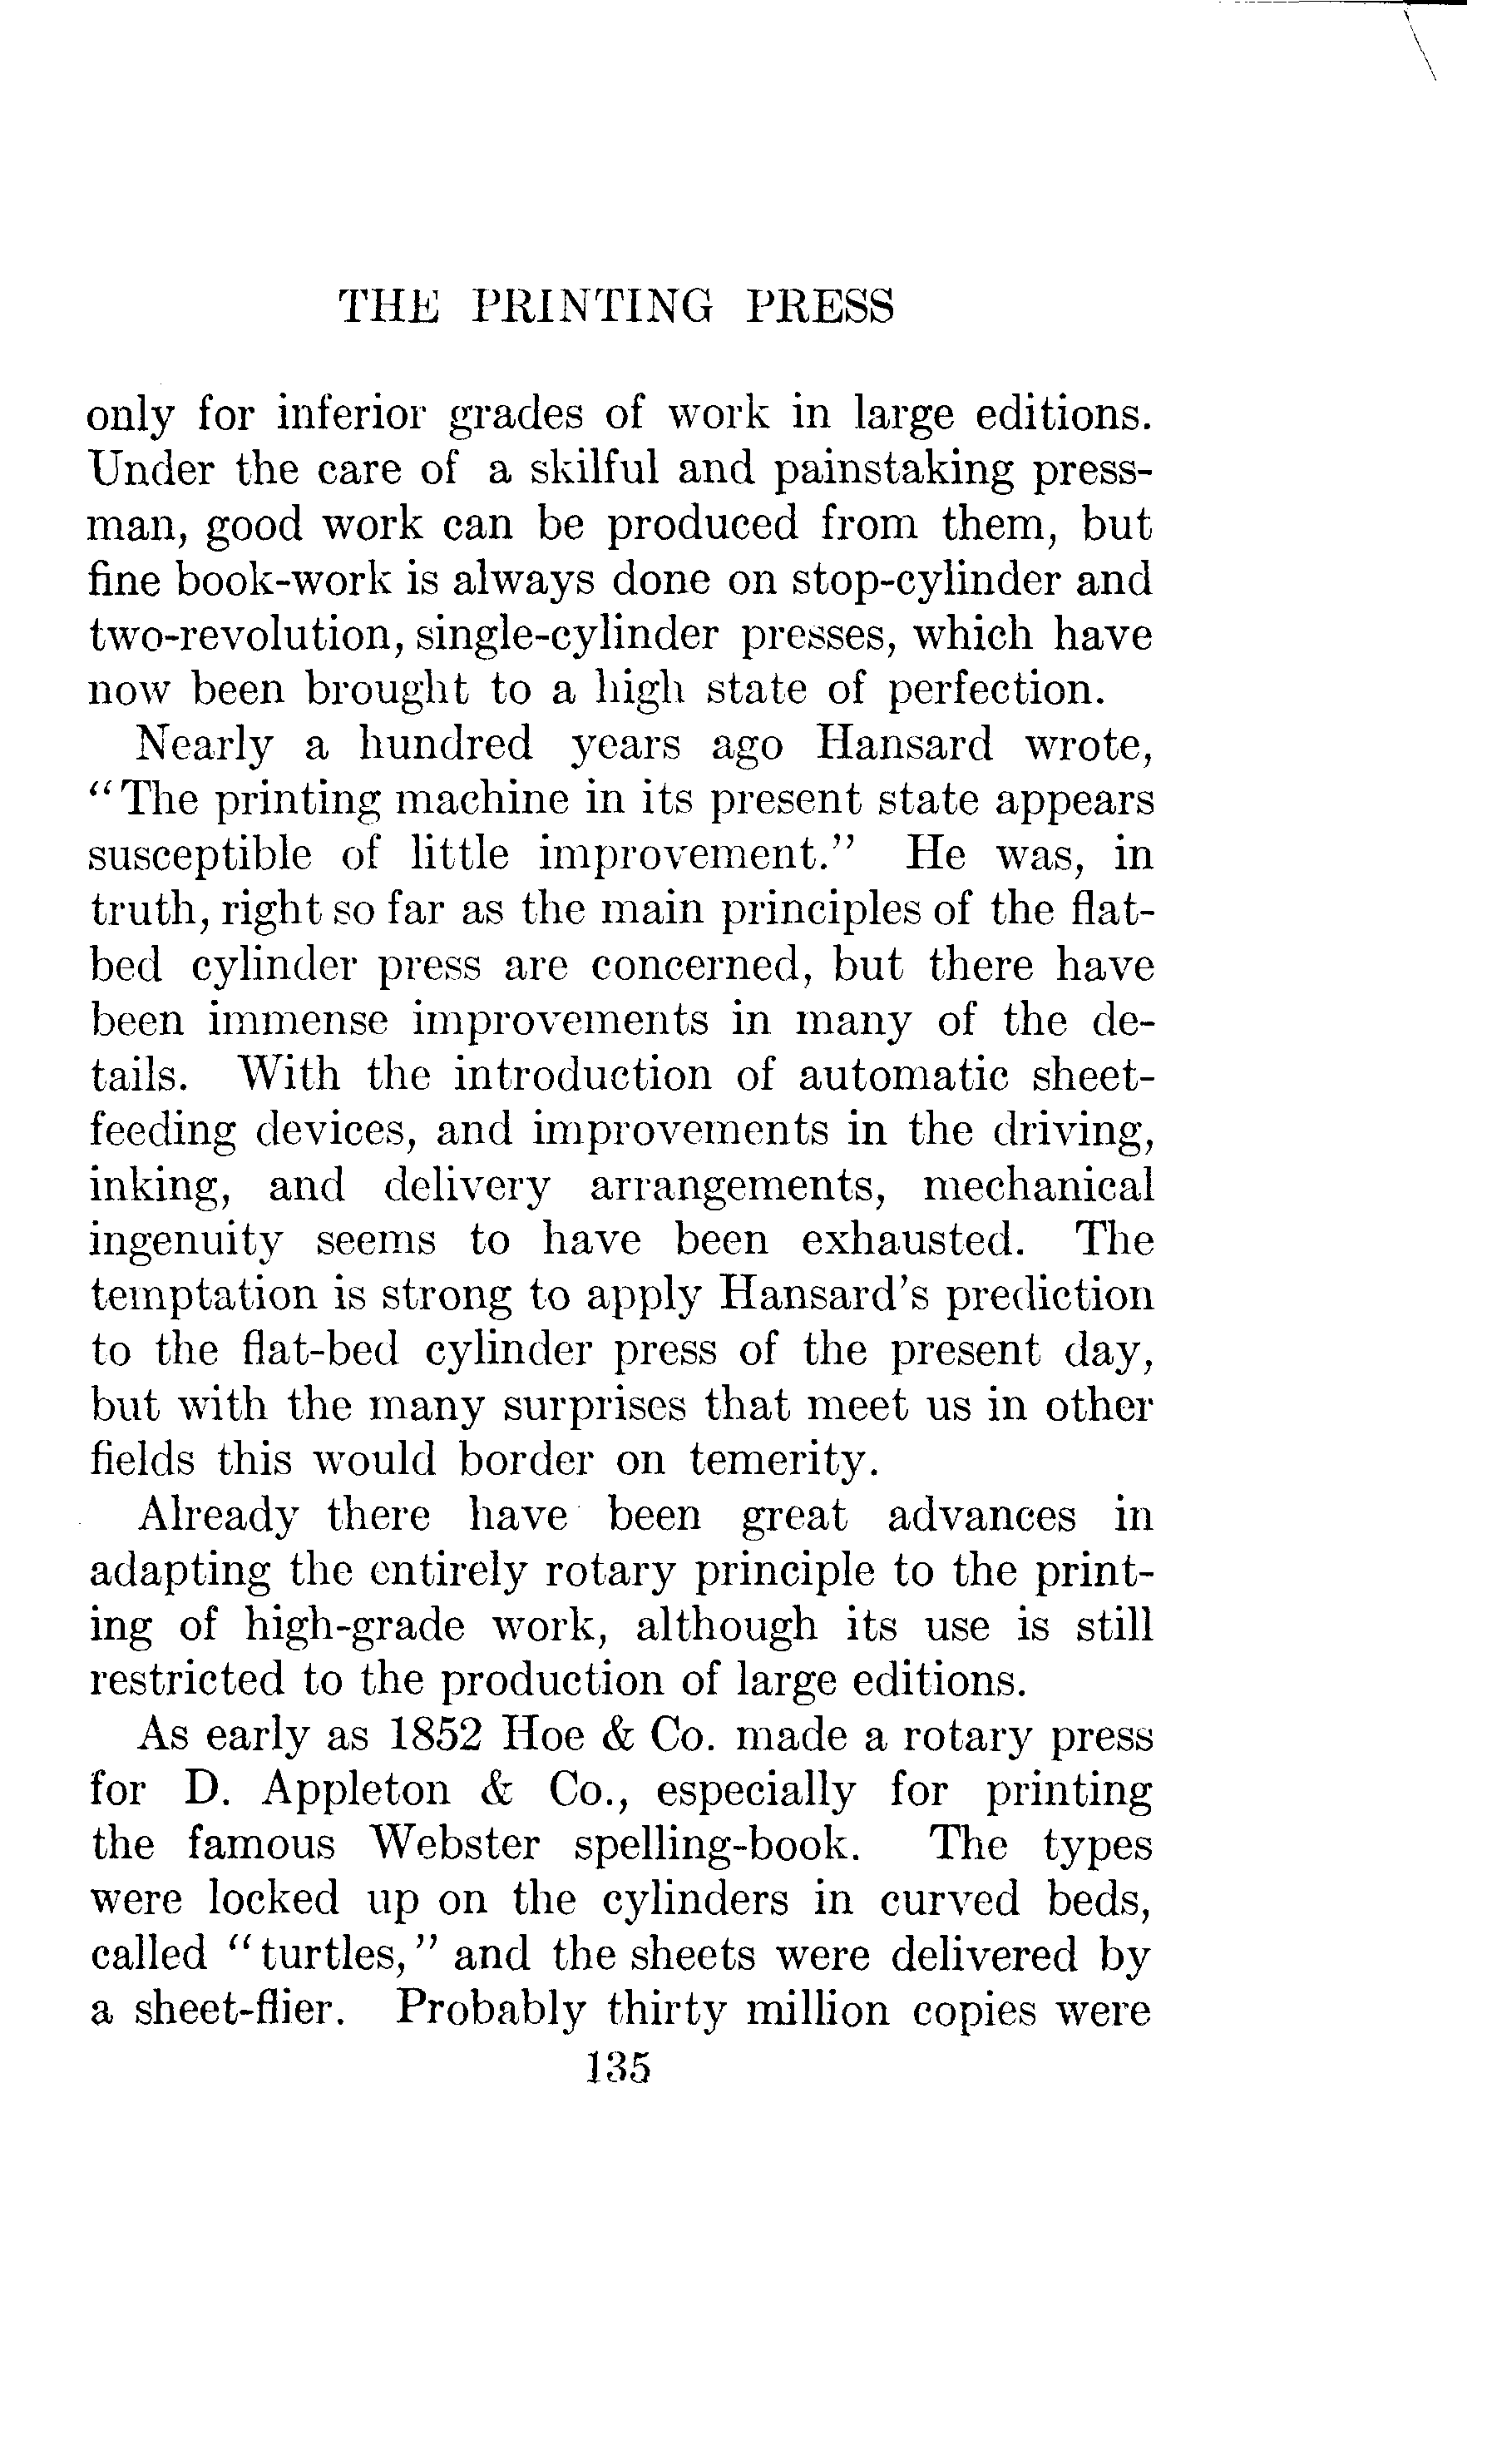 THE PRINTING PRESS
only for inferior grades of work in large editions.
Under the care of a skilful and painstaking press-
man, good work can be produced from them, but
fine book-work is always done on stop-cylinder and
two-revolution, single-cylinder presses, which have
now been brought to a high state of perfection.
Nearly a hundred years ago Hansard wrote,
“The printing machine in its present state appears
susceptible of little improvement.” He was, in
truth, right so far as the main principles of the flat-
bed cylinder press are concerned, but there have
been immense improvements in many of the de-
tails. With the introduction of automatic sheet-
feeding devices, and improvements in the driving,
inking, and delivery arrangements, mechanical
ingenuity seems to have been exhausted. The
temptation is strong to apply Hansard's prediction
to the flat-bed cylinder press of the present day,
but with the many surprises that meet us in other
fields this would border on temerity.
Already there have been great advances in
adapting the entirely rotary principle to the print-
ing of high-grade work, although its use is still
restricted to the production of large editions.
As early as 1852 Hoe & Co. made a rotary press
for D. Appleton & Co., especially for printing
the famous Webster spelling-book. The types
were locked up on the cylinders in curved beds,
called “turtles,” and the sheets were delivered by
a sheet-flier. Probably thirty million copies were
135